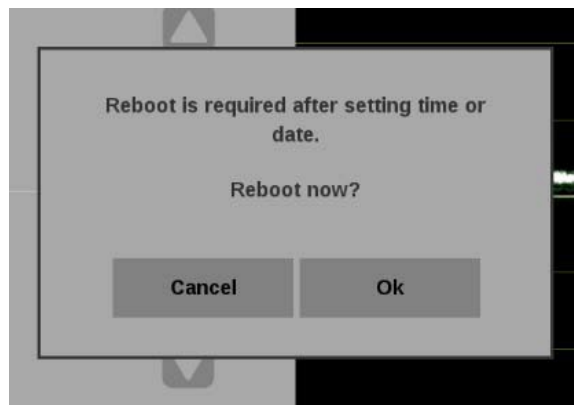 Reboot is required after setting time or
date.
Reboot now?
Cancel
Ok